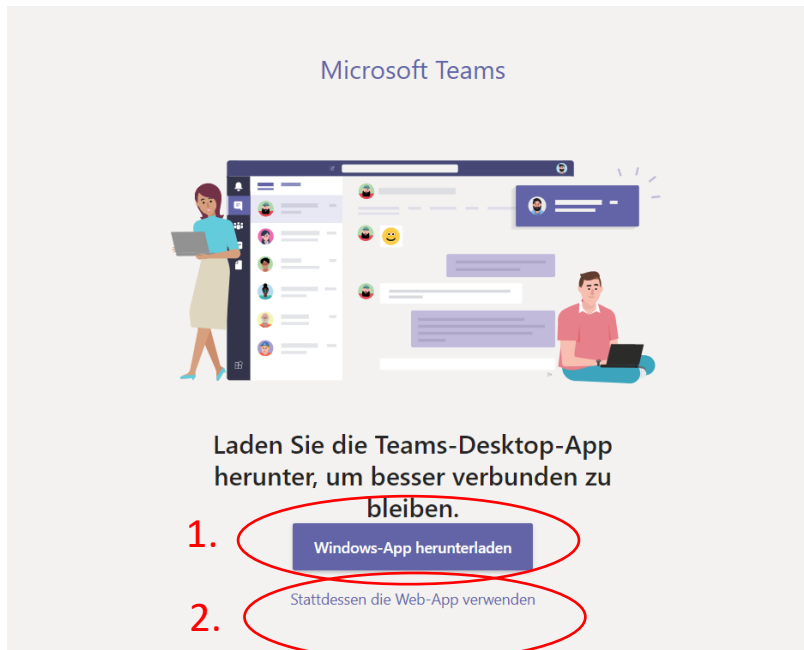 Microsoft Teams
Laden Sie die Teams-Desktop-App
herunter, um besser verbunden zu
bleiben.
1.
Windows-App herunterladen
Stattdessen die Web-App verwenden
2.